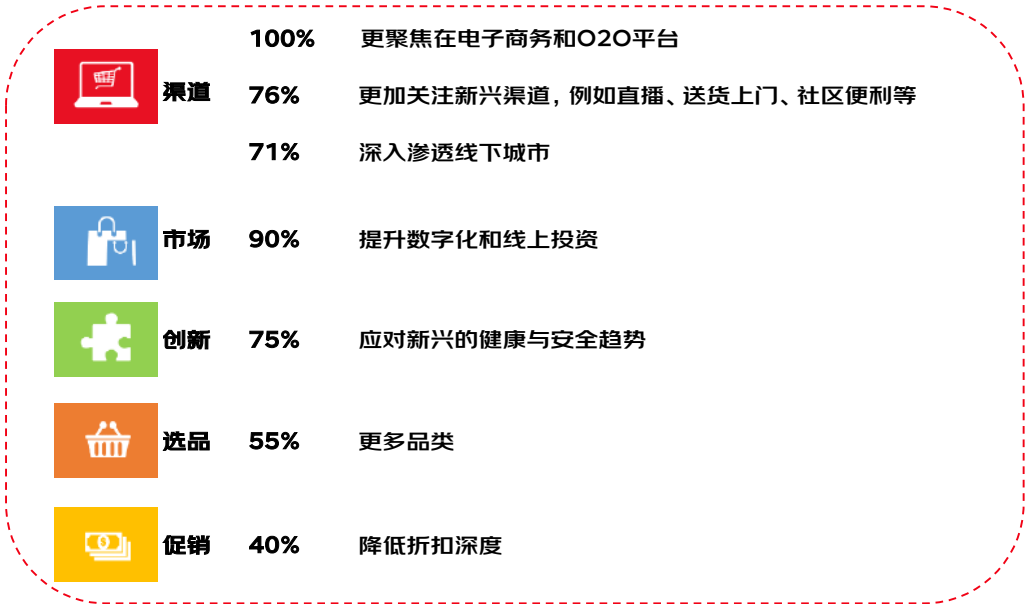 100% 更聚焦在电子商务和O2O平台
渠道 76% 更加关注新兴渠道，例如直播、送货上门、社区便利等
71% 深入渗透线下城市
市场 90% 提升数字化和线上投资
创新 75% 应对新兴的健康与安全趋势
选品 55% 更多品类
促销 40% 降低折扣深度